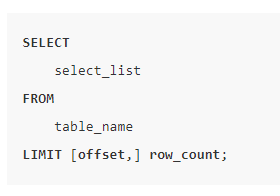 SELECT
    select_list
FROM
    table_name
LIMIT [offset,] row_count;